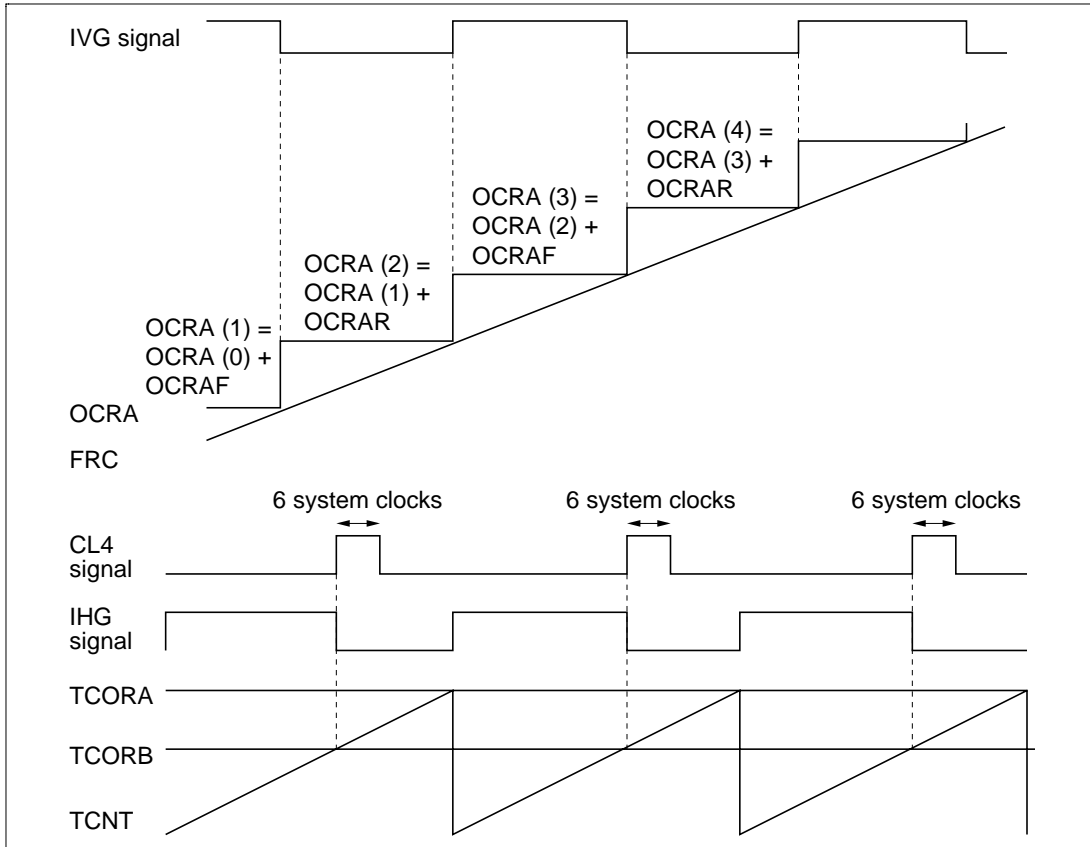 IVG signal
OCRA (4) =
OCRA (3) +
OCRAR
OCRA (3) =
OCRA (2) +
OCRAF
OCRA (2) =
OCRA (1) +
OCRAR
OCRA (1) =
OCRA (0) +
OCRAF
OCRA
FRC
6 system clocks 6 system clocks 6 system clocks
CL4
signal
IHG
signal
TCORA
TCORB
TCNT